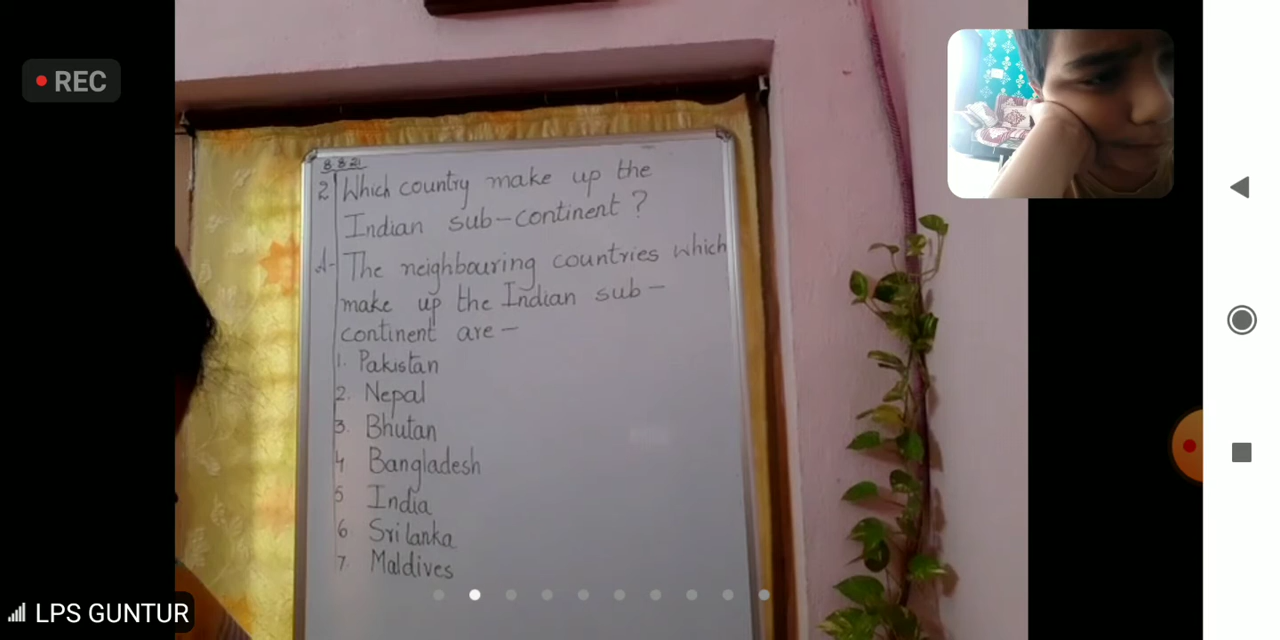 REC
8.8.21
2 Which country make up the
Indian sub-continent ?
A- The neighbouring countries which
make up the Indian sub-
continent are -
1. Pakistan
2. Nepal
3. Bhutan
4 Bangladesh
5 India
6 Srilanka
7. Maldives
LPS GUNTUR